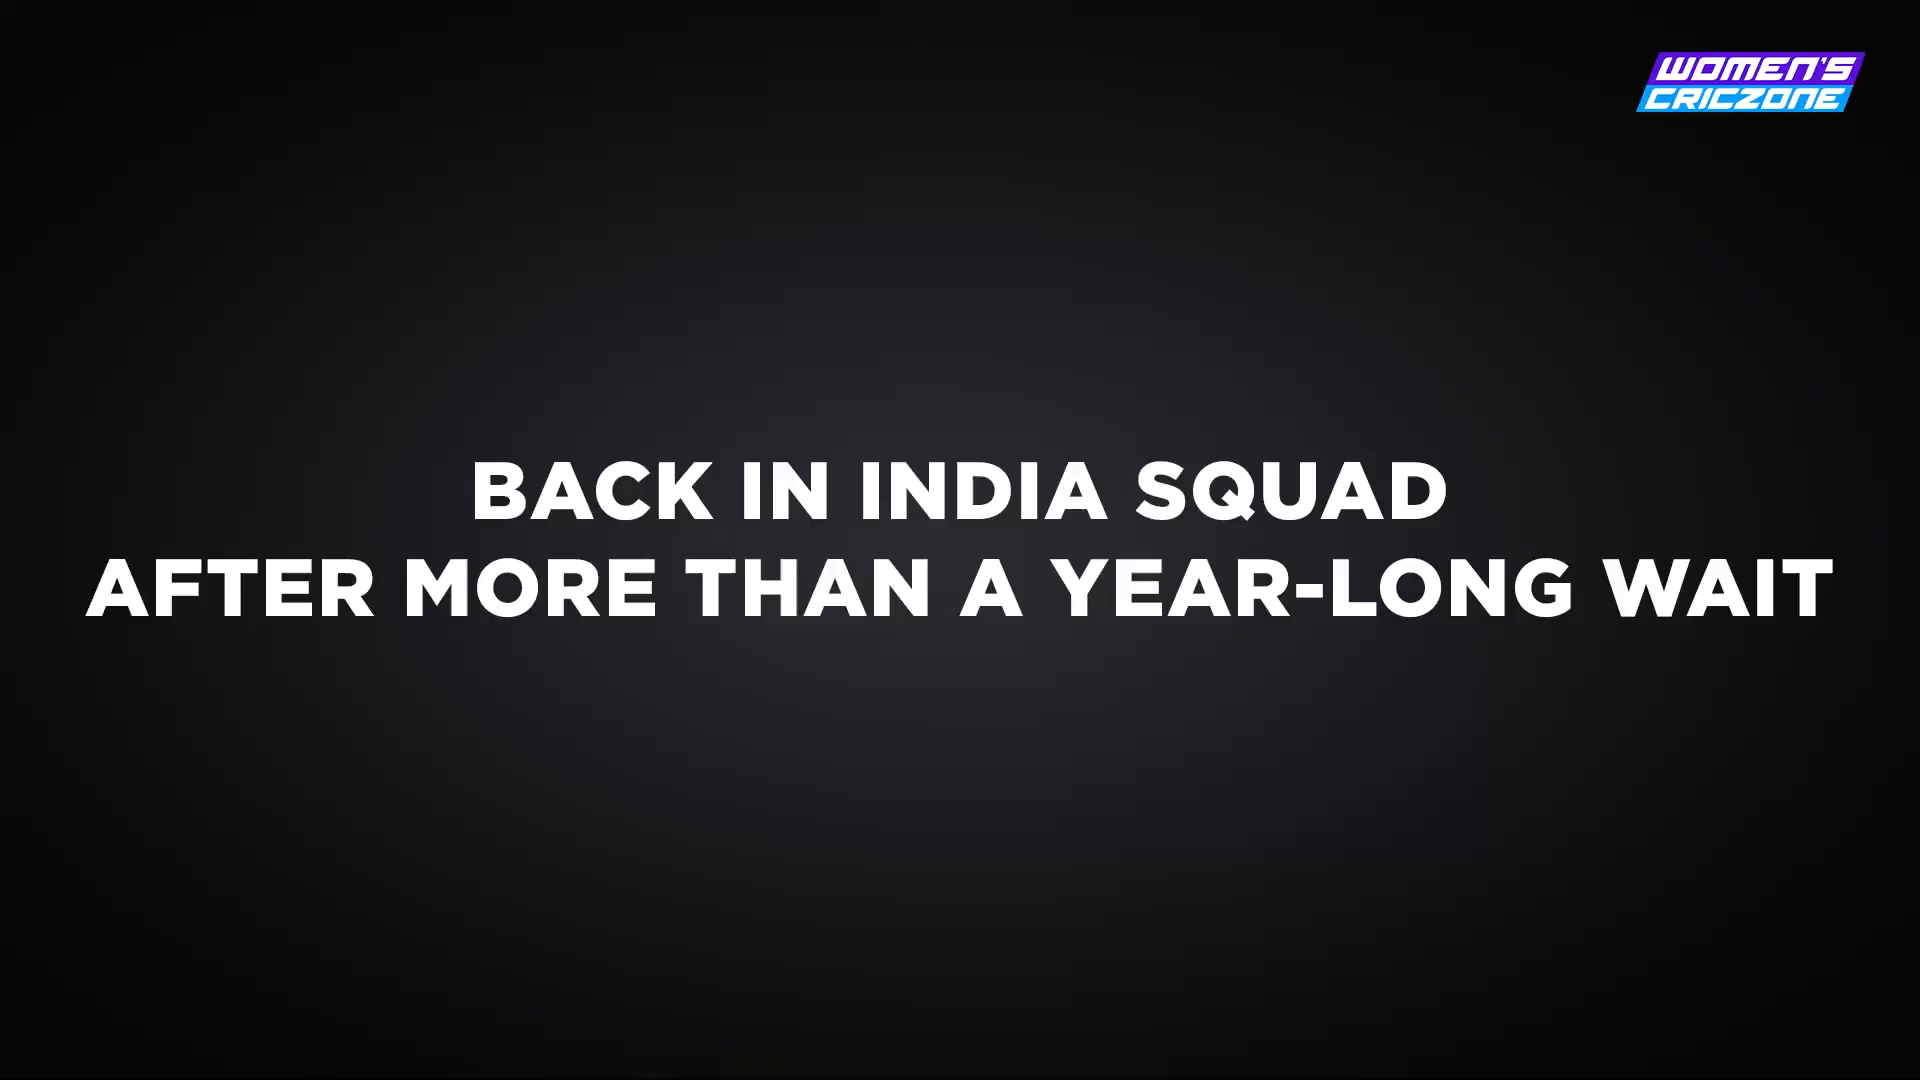 WOMEN'S
CRICZONE
BACK IN INDIA SQUAD
AFTER MORE THAN A YEAR-LONG WAIT